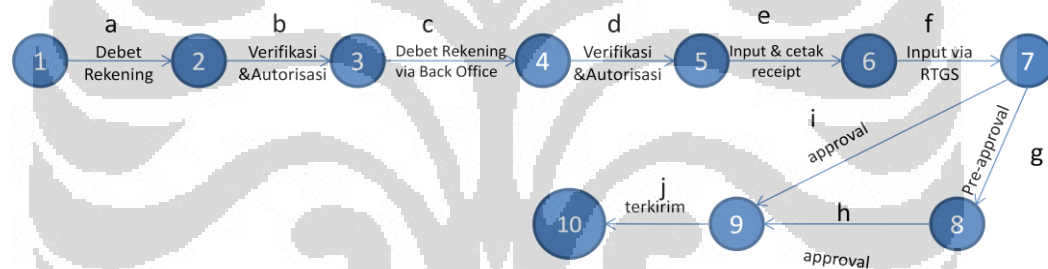 a
b
c
d
e
f
1
Debet
Rekening
2
Verifikasi
&Autorisasi
3
Debet Rekening
via Back Office
4
Verifikasi
&Autorisasi
5
Input & cetak
receipt
6
Input via
RTGS
7
i
approval
Pre-approval
g
10
j
terkirim
9
h
approval
8